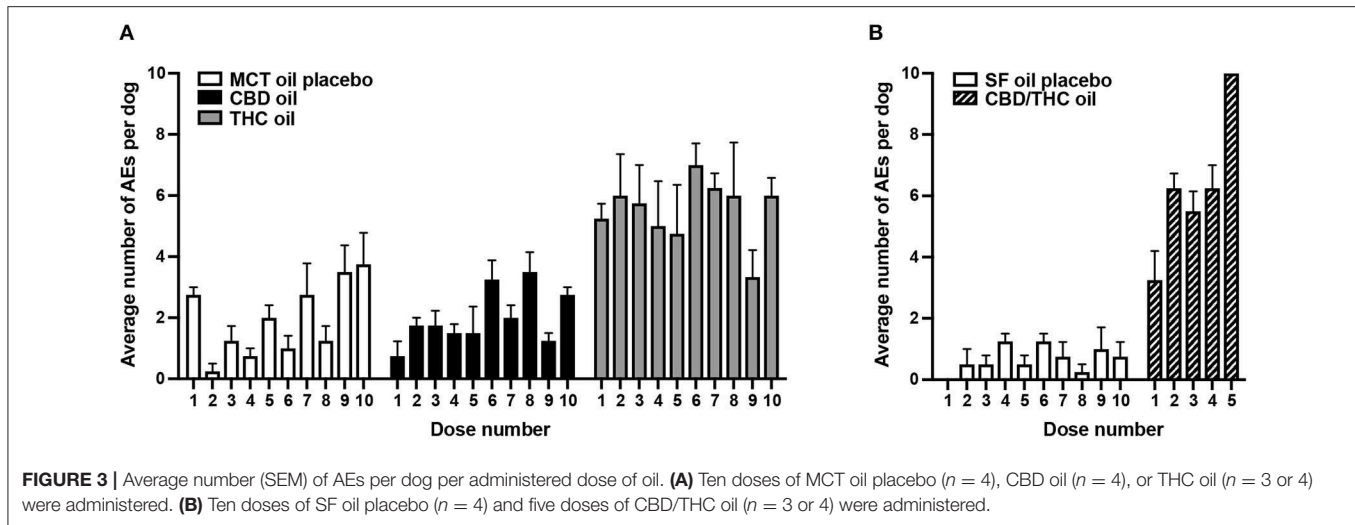 A
B
MCT oil placebo
CBD oil
THC oil
Average number of AEs per dog
10
8
6
4
2
0
1 2 3 4 5 6 7 8 9 10 1 2 3 4 5 6 7 8 9 10 1 2 3 4 5 6 7 8 9 10
Dose number
SF oil placebo
CBD/THC oil
Average number of AEs per dog
10
8
6
4
2
0
1 2 3 4 5 6 7 8 9 10 1 2 3 4 5
Dose number
FIGURE 3 | Average number (SEM) of AEs per dog per administered dose of oil. (A) Ten doses of MCT oil placebo (n = 4), CBD oil (n = 4), or THC oil (n = 3 or 4)
were administered. (B) Ten doses of SF oil placebo (n = 4) and five doses of CBD/THC oil (n = 3 or 4) were administered.